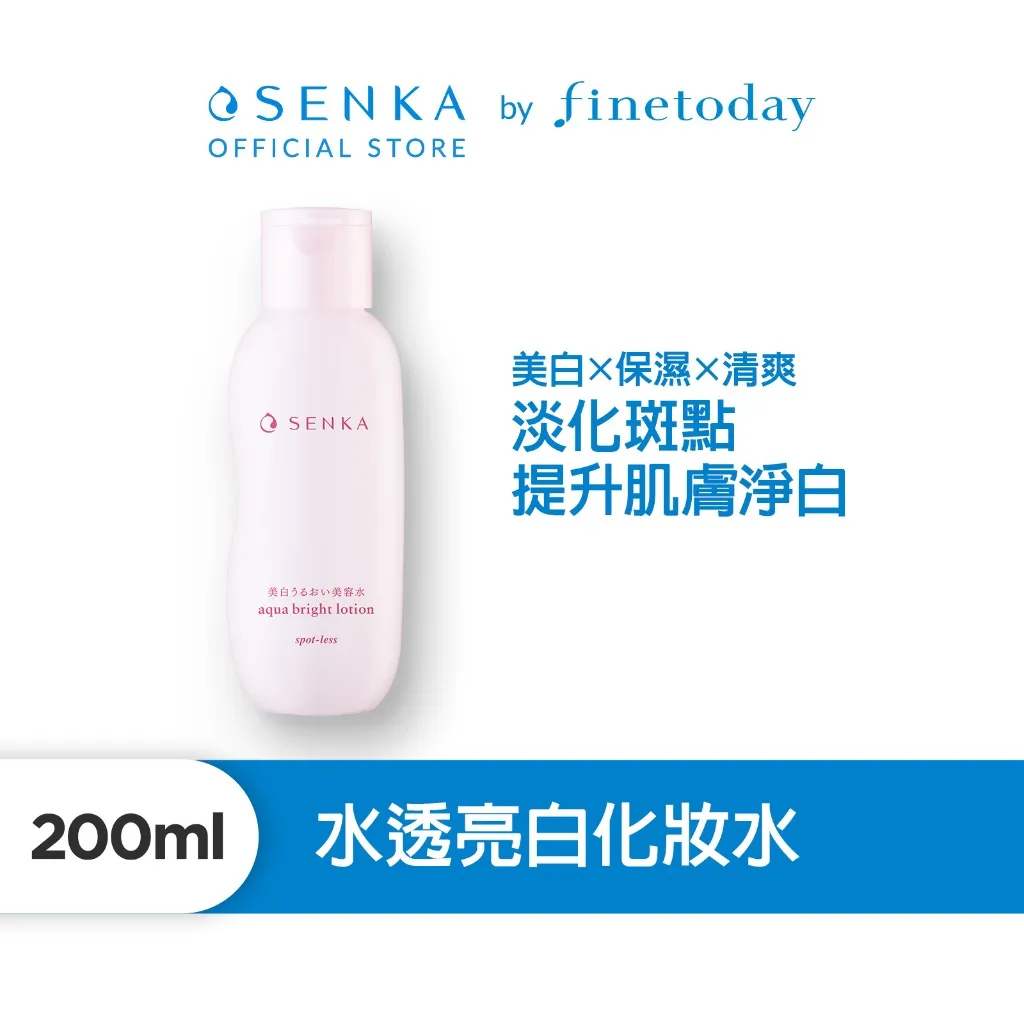 SENKA by finetoday
OFFICIAL STORE
SENKA
美白うるおい美容水
aqua bright lotion
spot-less
美白×保濕×清爽
淡化斑點
提升肌膚淨白
200ml
水透亮白化妝水